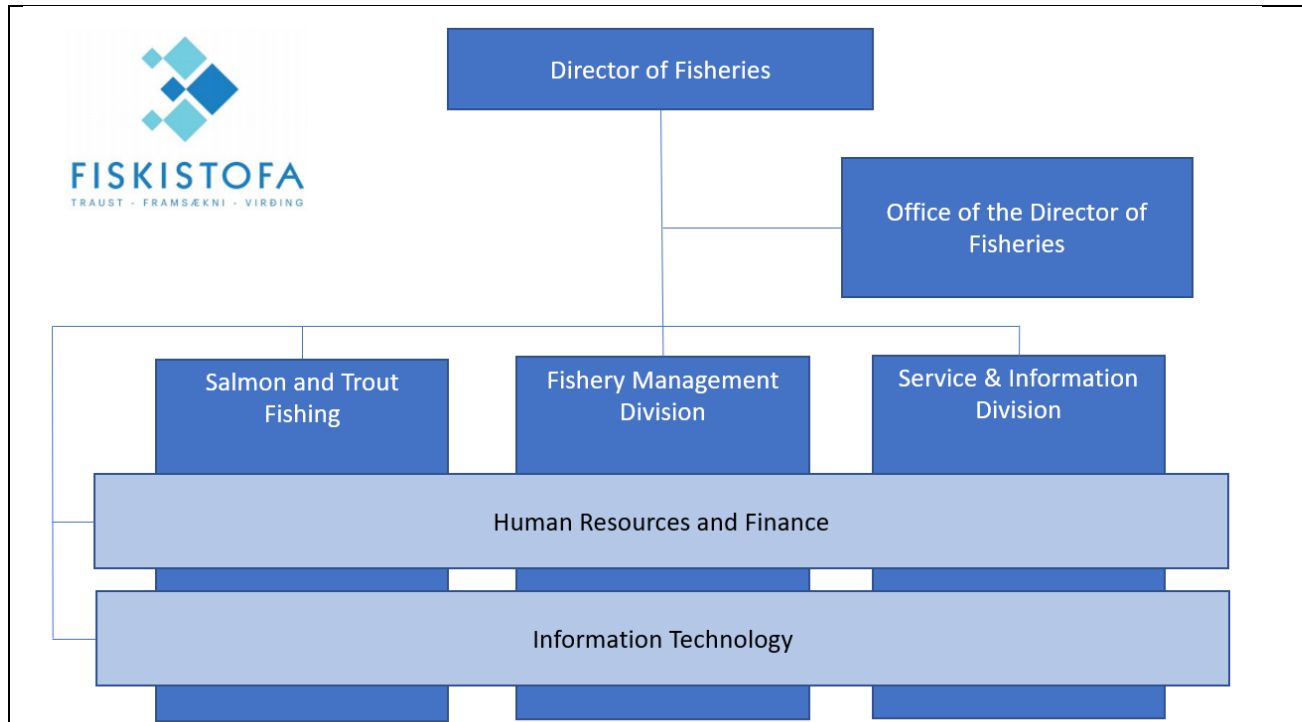 Director of Fisheries
FISKISTOFA
TRAUST - FRAMSÆKNI - VIRÐING
Office of the Director of
Fisheries
Salmon and Trout
Fishing
Fishery Management
Division
Service & Information
Division
Human Resources and Finance
Information Technology